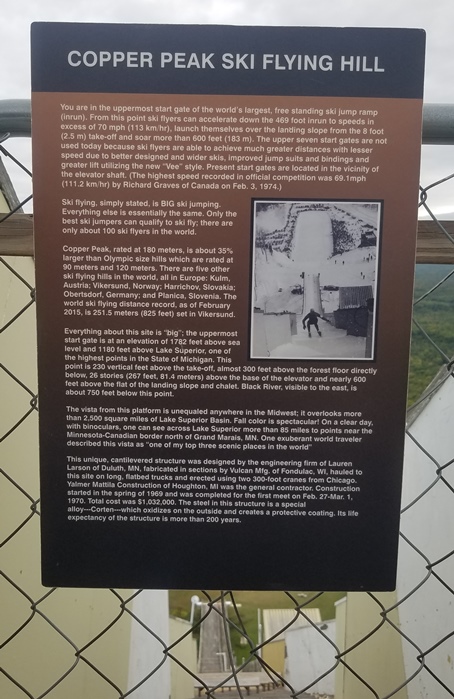 COPPER PEAK SKI FLYING HILL
You are in the uppermost start gate of the world's largest, free standing ski jump ramp
(inrun). From this point ski flyers can accelerate down the 469 foot inrun to speeds in
excess of 70 mph (113 km/hr), launch themselves over the landing slope from the 8 foot
(2.5 m) take-off and soar more than 600 feet (183 m). The upper seven start gates are not
used today because ski flyers are able to achieve much greater distances with lesser
speed due to better designed and wider skis, improved jump suits and bindings and
greater lift utilizing the new "Vee" style. Present start gates are located in the vicinity of
the elevator shaft. (The highest speed recorded in official competition was 69.1mph
(111.2 km/hr) by Richard Graves of Canada on Feb. 3, 1974.)
Ski flying, simply stated, is BIG ski jumping.
Everything else is essentially the same. Only the
best ski jumpers can qualify to ski fly; there are
only about 100 ski flyers in the world.
Copper Peak, rated at 180 meters, is about 35%
larger than Olympic size hills which are rated at
90 meters and 120 meters. There are five other
ski flying hills in the world, all in Europe: Kulm,
Austria; Vikersund, Norway; Harrichov, Slovakia;
Obertsdorf, Germany; and Planica, Slovenia. The
world ski flying distance record, as of February
2015, is 251.5 meters (825 feet) set in Vikersund.
Everything about this site is "big"; the uppermost
start gate is at an elevation of 1782 feet above sea
level and 1180 feet above Lake Superior, one of
the highest points in the State of Michigan. This
point is 230 vertical feet above the take-off, almost 300 feet above the forest floor directly
below, 26 stories (267 feet, 81.4 meters) above the base of the elevator and nearly 600
feet above the flat of the landing slope and chalet. Black River, visible to the east, is
about 750 feet below this point.
The vista from this platform is unequaled anywhere in the Midwest; it overlooks more
than 2,500 square miles of Lake Superior Basin. Fall color is spectacular! On a clear day,
with binoculars, one can see across Lake Superior more than 85 miles to points near the
Minnesota-Canadian border north of Grand Marais, MN. One exuberant world traveler
described this vista as "one of my top three scenic places in the world"
This unique, cantilevered structure was designed by the engineering firm of Lauren
Larson of Duluth, MN, fabricated in sections by Vulcan Mfg. of Fondulac, WI, hauled to
this site on long, flatbed trucks and erected using two 300-foot cranes from Chicago.
Yalmer Mattila Construction of Houghton, MI was the general contractor. Construction
started in the spring of 1969 and was completed for the first meet on Feb. 27-Mar. 1,
1970. Total cost was $1,032,000. The steel in this structure is a special
alloy---Corten---which oxidizes on the outside and creates a protective coating. Its life
expectancy of the structure is more than 200 years.